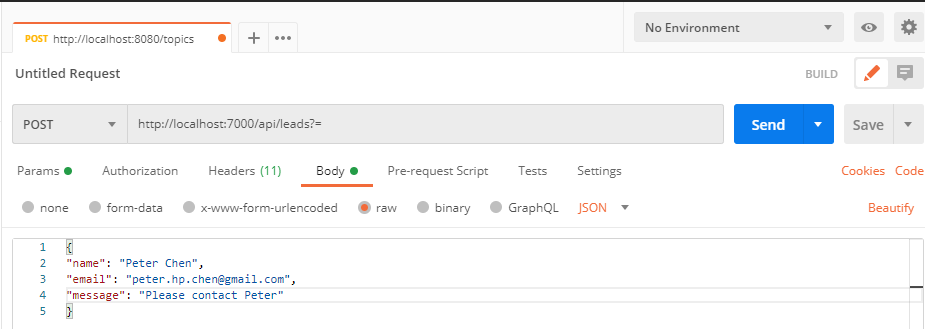 POST http://localhost:8080/topics + ••• No Environment
Untitled Request BUILD
POST http://localhost:7000/api/leads?= Send Save
Params Authorization Headers (11) Body Pre-request Script Tests Settings Cookies Code
none form-data x-www-form-urlencoded raw binary GraphQL JSON Beautify
1 {
2 "name": "Peter Chen",
3 "email": "peter.hp.chen@gmail.com",
4 "message": "Please contact Peter"
5 }